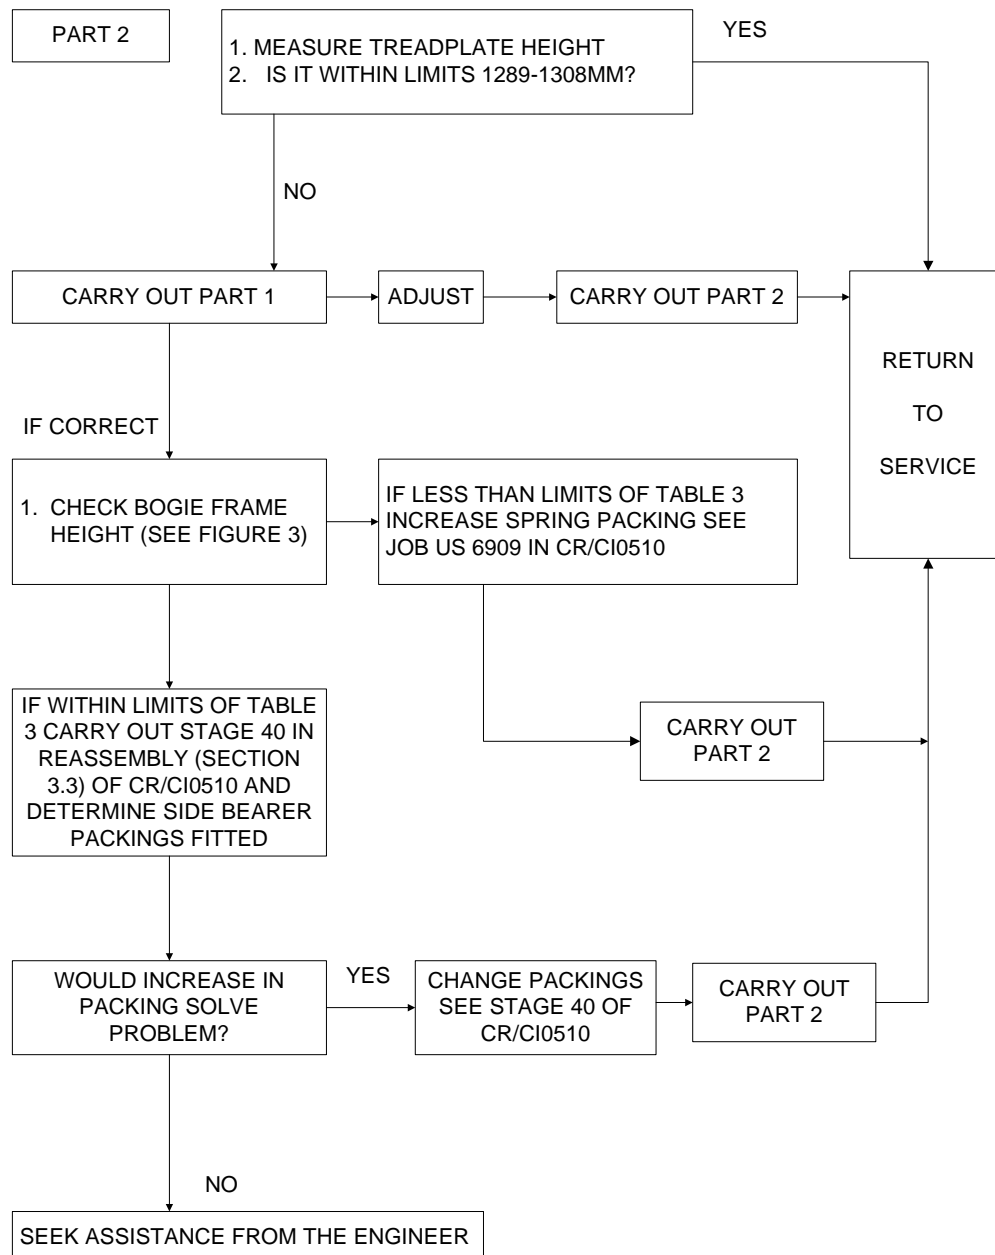 PART 2
1. MEASURE TREADPLATE HEIGHT
2. IS IT WITHIN LIMITS 1289-1308MM?
YES
NO
CARRY OUT PART 1
ADJUST
CARRY OUT PART 2
RETURN
TO
SERVICE
IF CORRECT
1. CHECK BOGIE FRAME
HEIGHT (SEE FIGURE 3)
IF LESS THAN LIMITS OF TABLE 3
INCREASE SPRING PACKING SEE
JOB US 6909 IN CR/CI0510
IF WITHIN LIMITS OF TABLE
3 CARRY OUT STAGE 40 IN
REASSEMBLY (SECTION
3.3) OF CR/CI0510 AND
DETERMINE SIDE BEARER
PACKINGS FITTED
CARRY OUT
PART 2
WOULD INCREASE IN
PACKING SOLVE
PROBLEM?
YES
CHANGE PACKINGS
SEE STAGE 40 OF
CR/CI0510
CARRY OUT
PART 2
NO
SEEK ASSISTANCE FROM THE ENGINEER